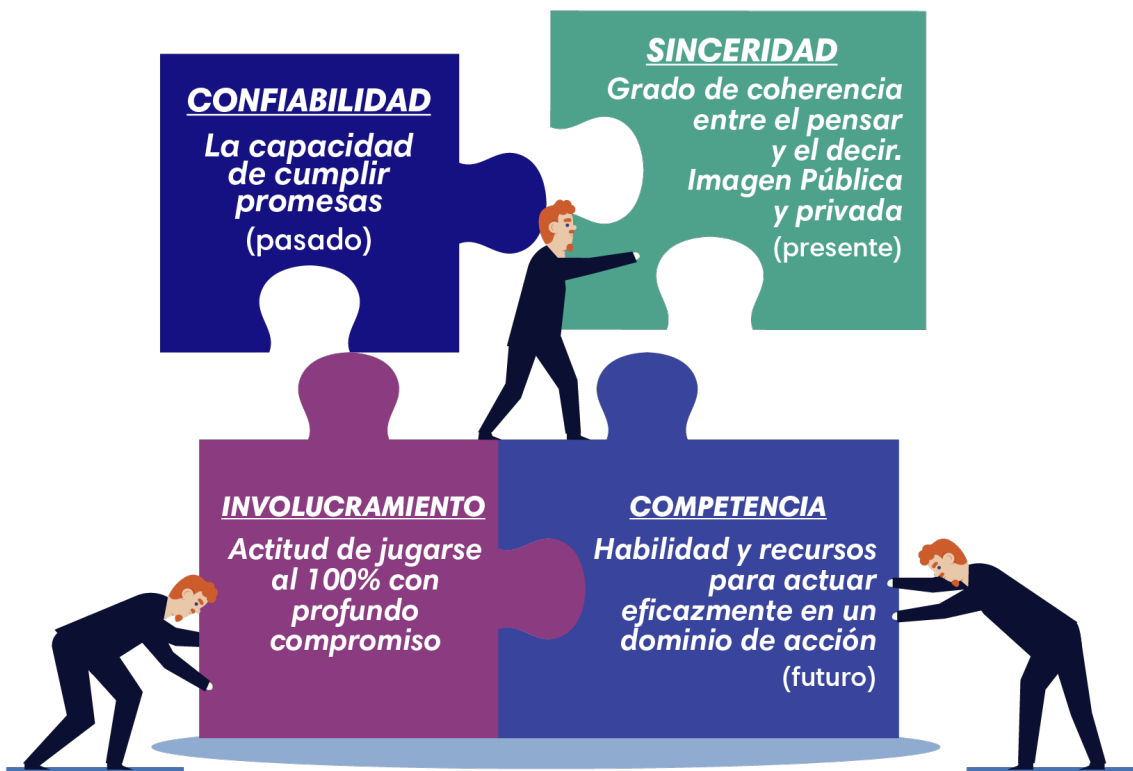 CONFIABILIDAD
La capacidad
de cumplir
promesas
(pasado)
SINCERIDAD
Grado de coherencia
entre el pensar
y el decir.
Imagen Pública
y privada
(presente)
INVOLUCRAMIENTO
Actitud de jugarse
al 100% con
profundo
compromiso
COMPETENCIA
Habilidad y recursos
para actuar
eficazmente en un
dominio de acción
(futuro)